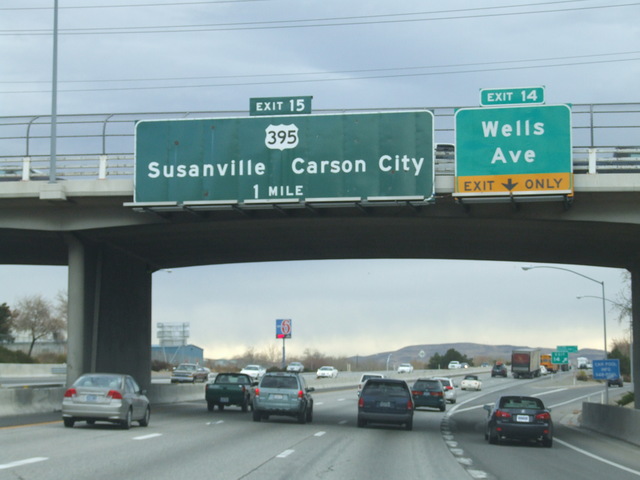 EXIT 15
395
Susanville Carson City
1 MILE
EXIT 14
Wells
Ave
EXIT ONLY